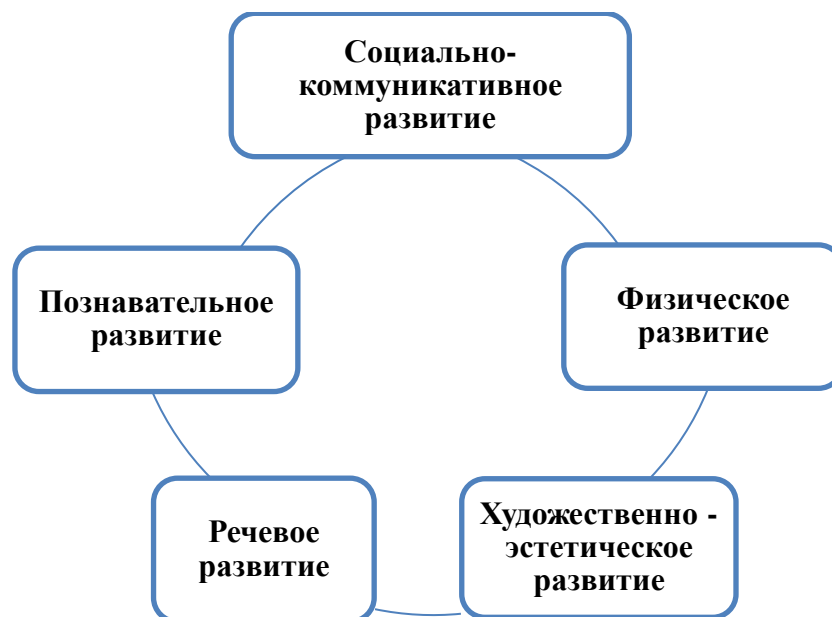 Социально-
коммуникативное
развитие
Познавательное
развитие
Физическое
развитие
Речевое
развитие
Художественно -
эстетическое
развитие